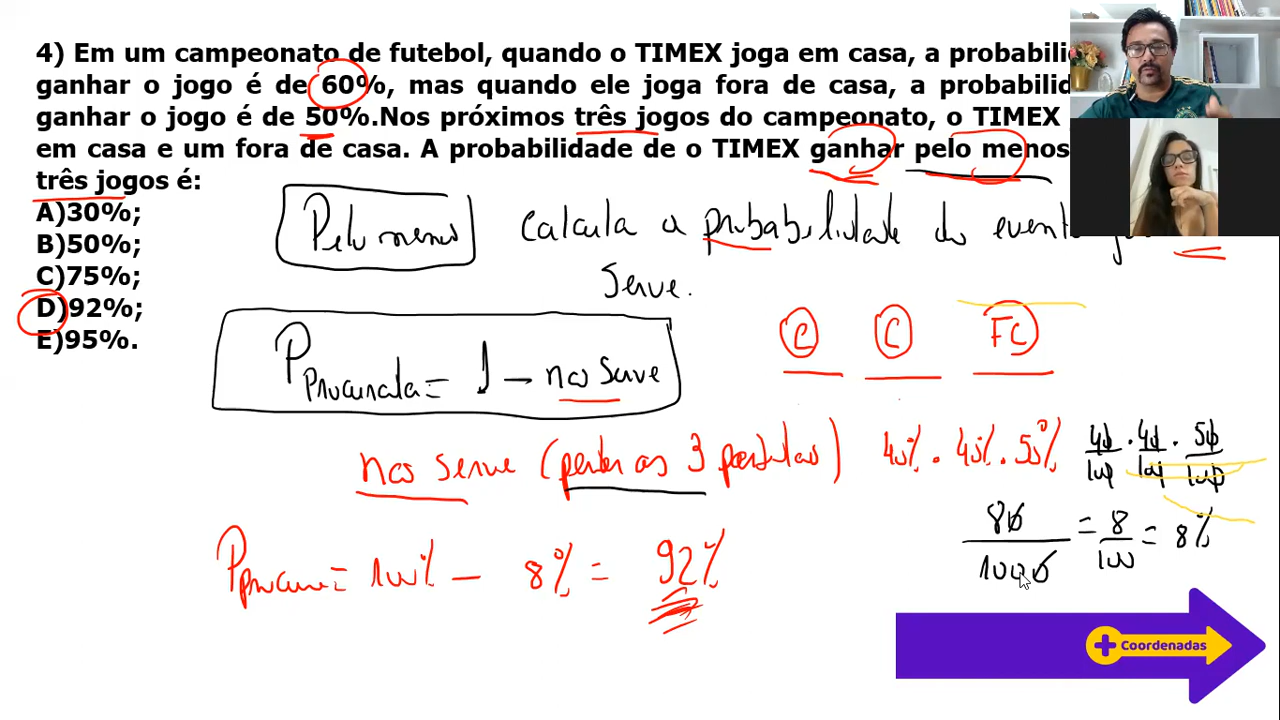 4) Em um campeonato de futebol, quando o TIMEX joga em casa, a probabili
ganhar o jogo é de 60%, mas quando ele joga fora de casa, a probabilid
ganhar o jogo é de 50%.Nos próximos três jogos do campeonato, o TIMEX
em casa e um fora de casa. A probabilidade de o TIMEX ganhar pelo menos
três jogos é:
A)30%;
B)50%;
C)75%;
D)92%;
E)95%.
Pelo menos
calcula a probabilidade do evento
serve.
C C FC
P procurada = 1 - nao serve
nao serve (perder as 3 partidas) 40% . 40% . 50% 40/100 . 40/100 . 50/100
80/1000 = 8/100 = 8%
P procura = 100% - 8% = 92%
+ Coordenadas